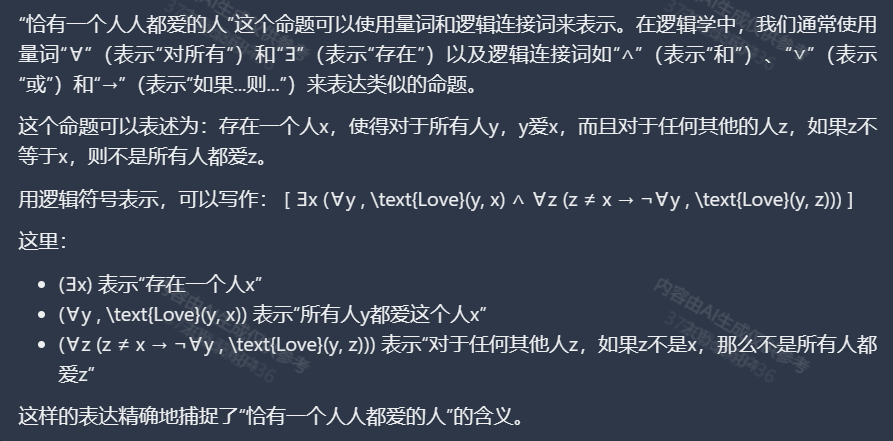 “恰有一个人人都爱的人”这个命题可以使用量词和逻辑连接词来表示。在逻辑学中，我们通常使用
量词“∀”（表示“对所有”）和“∃”（表示“存在”）以及逻辑连接词如“∧”（表示“和”）、“∨”（表示
“或”）和“→”（表示“如果...则...”）来表达类似的命题。
这个命题可以表述为：存在一个人x，使得对于所有人y，y爱x，而且对于任何其他的人z，如果z不
等于x，则不是所有人都爱z。
用逻辑符号表示，可以写作： [ ∃x (∀y , \text{Love}(y, x) ∧ ∀z (z ≠ x → ¬∀y , \text{Love}(y, z))) ]
这里：
• (∃x) 表示“存在一个人x”
• (∀y , \text{Love}(y, x)) 表示“所有人y都爱这个人x”
• (∀z (z ≠ x → ¬∀y , \text{Love}(y, z))) 表示“对于任何其他人z，如果z不是x，那么不是所有人都
爱z”
这样的表达精确地捕捉了“恰有一个人人都爱的人”的含义。